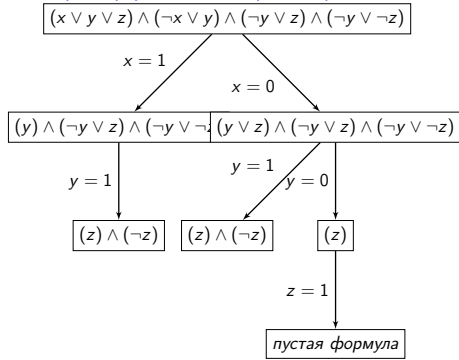 (x ∨ y ∨ z) ∧ (¬x ∨ y) ∧ (¬y ∨ z) ∧ (¬y ∨ ¬z)
x = 1
x = 0
(y) ∧ (¬y ∨ z) ∧ (¬y ∨ ¬z
(y ∨ z) ∧ (¬y ∨ z) ∧ (¬y ∨ ¬z)
y = 1
y = 1
y = 0
(z) ∧ (¬z)
(z) ∧ (¬z)
(z)
z = 1
пустая формула